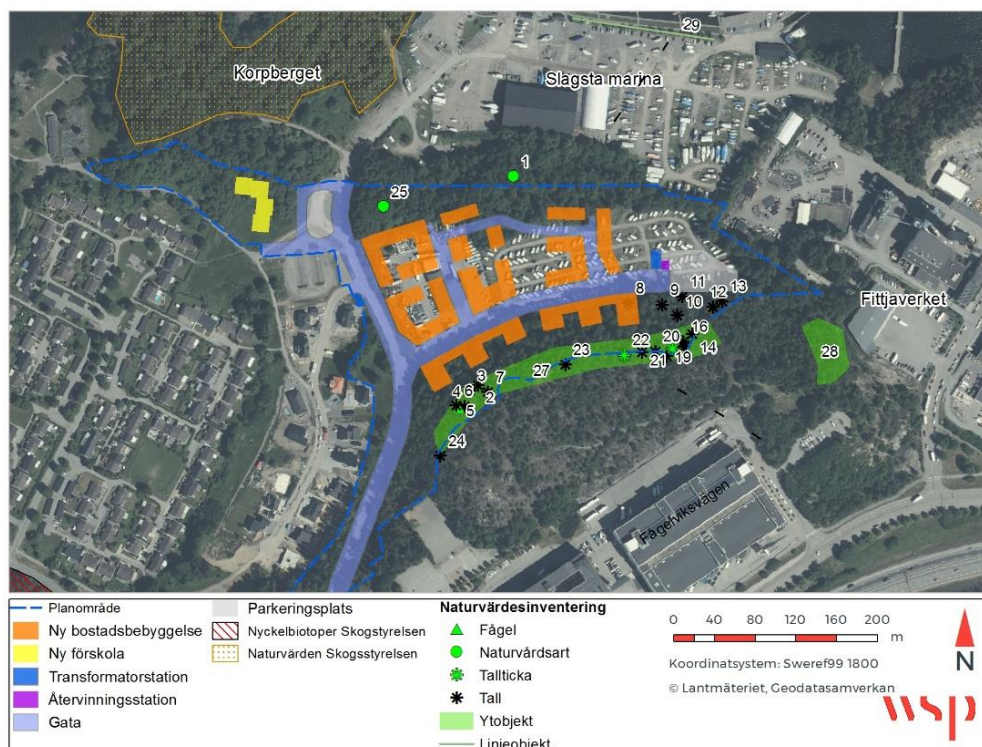 29
Korpberget
Slagsta marina
1
25
8
9
11
10
12
13
Fittjaverket
16
20
22
14
19
21
28
23
27
3
7
4
6
2
5
24
Fågelviksvägen
Planområde
Ny bostadsbebyggelse
Ny förskola
Transformatorstation
Återvinningsstation
Gata
Parkeringsplats
Nyckelbiotoper Skogstyrelsen
Naturvärden Skogsstyrelsen
Naturvärdesinventering
Fågel
Naturvårdsart
Tallticka
Tall
Ytobjekt
Linjeobjekt
0 40 80 120 160 200
m
Koordinatsystem: Sweref99 1800
© Lantmäteriet, Geodatasamverkan
N
wsp